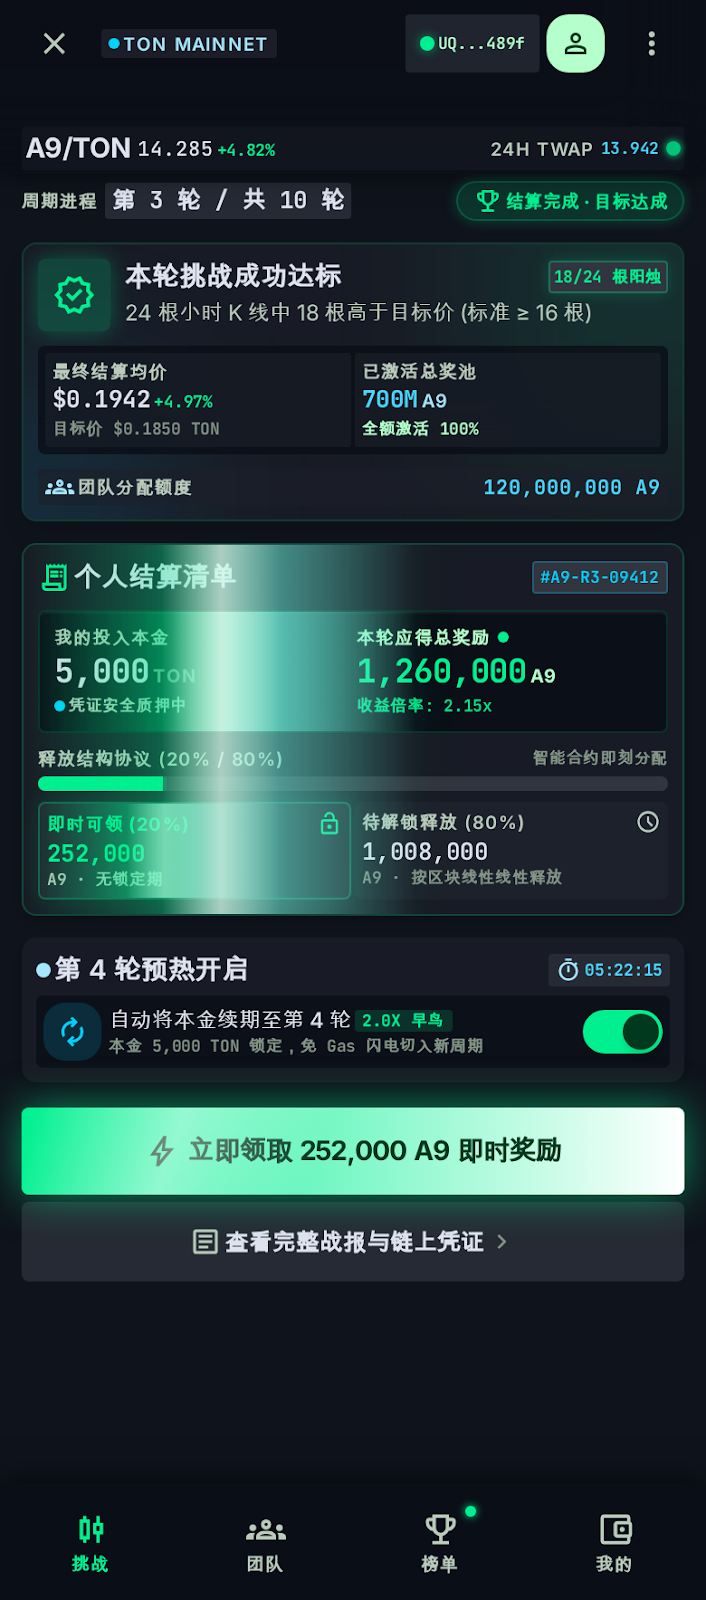 TON MAINNET
UQ...489f
A9/TON 14.285 +4.82%
24H TWAP 13.942
周期进程 第 3 轮 / 共 10 轮
结算完成 · 目标达成
本轮挑战成功达标
18/24 根阳烛
24 根小时 K 线中 18 根高于目标价 (标准 ≥ 16 根)
最终结算均价
$0.1942 +4.97%
目标价 $0.1850 TON
已激活总奖池
700M A9
全额激活 100%
团队分配额度
120,000,000 A9
个人结算清单
#A9-R3-09412
我的投入本金
5,000 TON
凭证安全质押中
本轮应得总奖励
1,260,000 A9
收益倍率: 2.15x
释放结构协议 (20% / 80%)
智能合约即刻分配
即时可领 (20%)
252,000
A9 · 无锁定期
待解锁释放 (80%)
1,008,000
A9 · 按区块线性线性释放
第 4 轮预热开启
05:22:15
自动将本金续期至第 4 轮 2.0X 早鸟
本金 5,000 TON 锁定，免 Gas 闪电切入新周期
立即领取 252,000 A9 即时奖励
查看完整战报与链上凭证
挑战
团队
榜单
我的